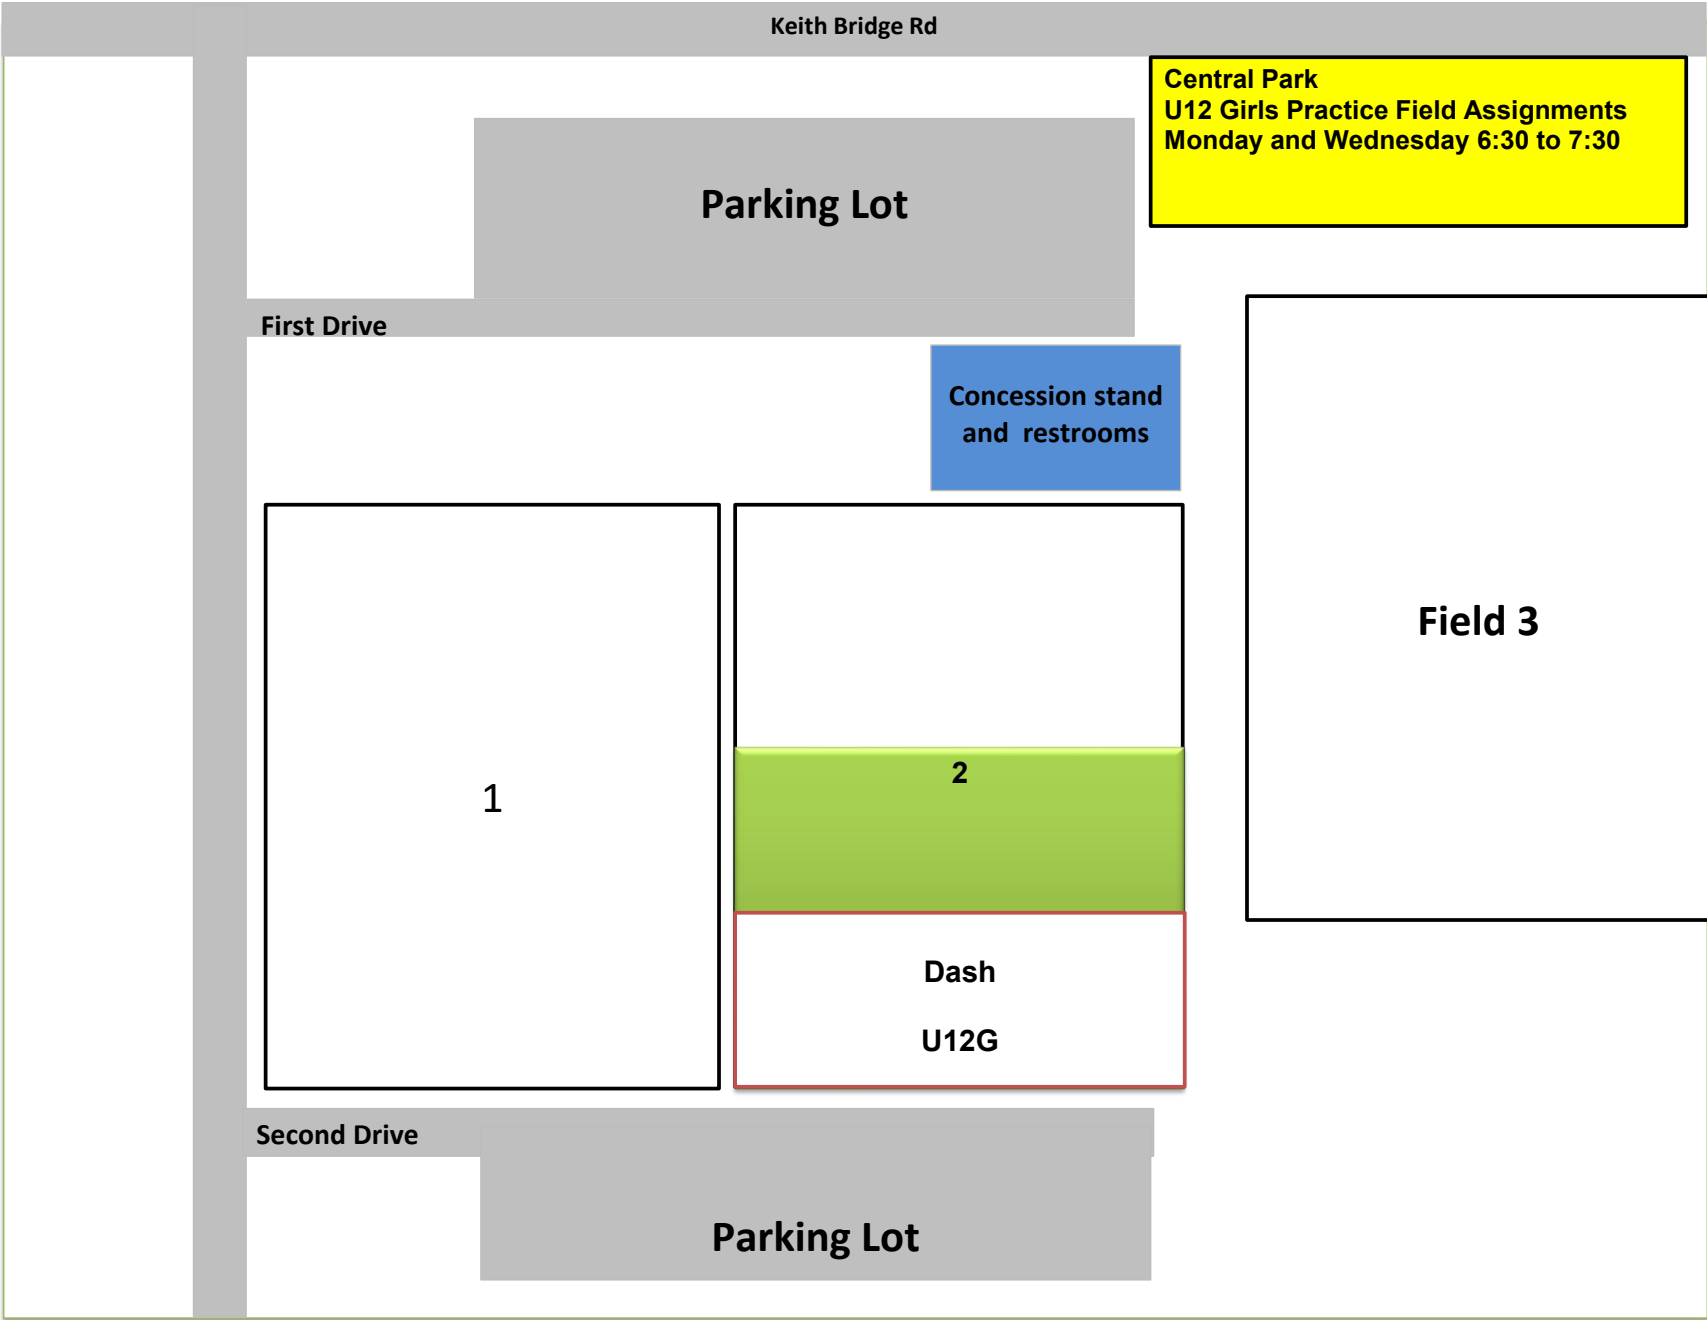 Keith Bridge Rd
Central Park
U12 Girls Practice Field Assignments
Monday and Wednesday 6:30 to 7:30
Parking Lot
First Drive
Concession stand
and restrooms
Field 3
1
2
Dash
U12G
Second Drive
Parking Lot